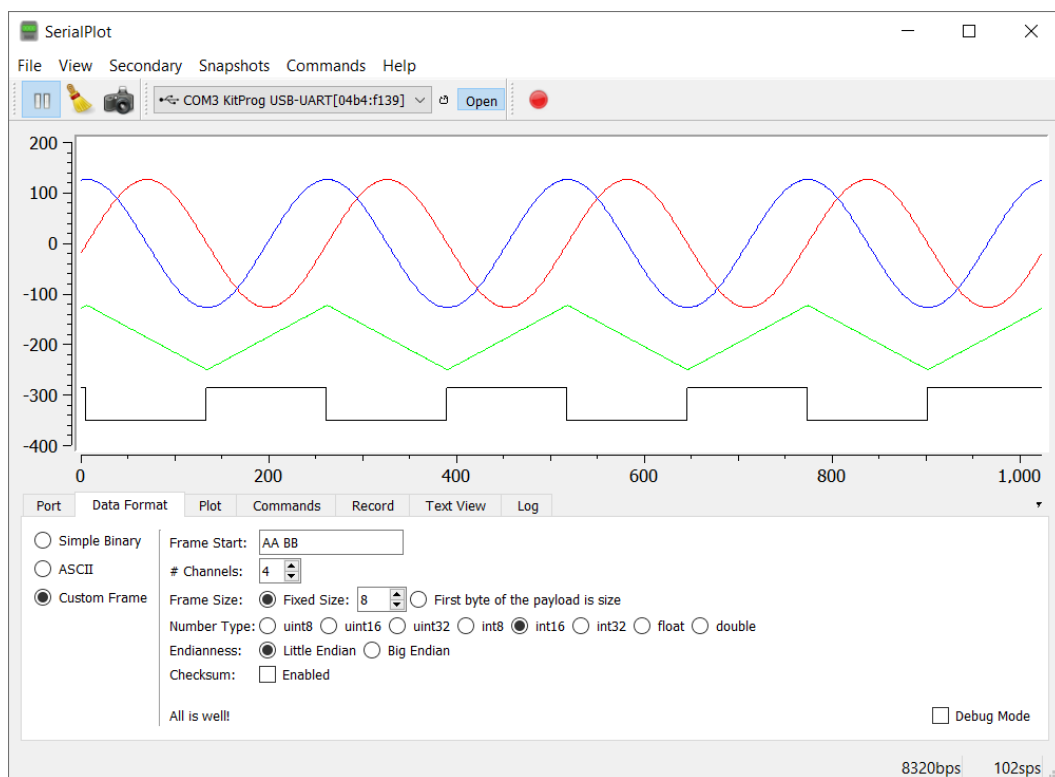 SerialPlot
File View Secondary Snapshots Commands Help
COM3 KitProg USB-UART[04b4:f139] Open
200
100
0
-100
-200
-300
-400
0 200 400 600 800 1,000
Port Data Format Plot Commands Record Text View Log
Simple Binary
ASCII
Custom Frame
Frame Start: AA BB
# Channels: 4
Frame Size: Fixed Size: 8 First byte of the payload is size
Number Type: uint8 uint16 uint32 int8 int16 int32 float double
Endianness: Little Endian Big Endian
Checksum: Enabled
All is well! Debug Mode
8320bps 102sps